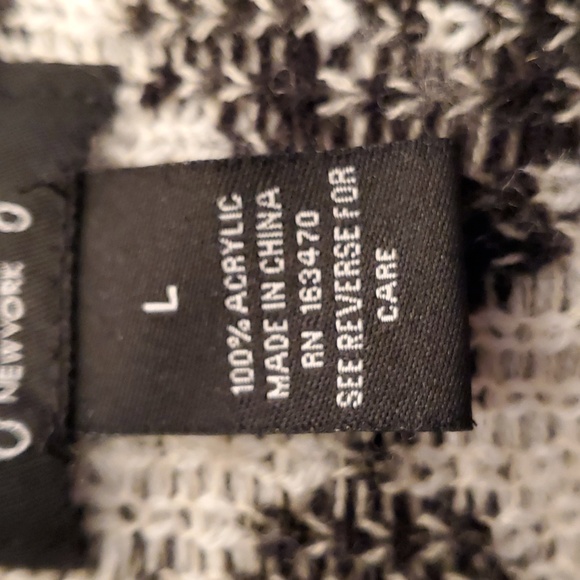 NEW YORK
L
100% ACRYLIC
MADE IN CHINA
RN 163470
SEE REVERSE FOR
CARE